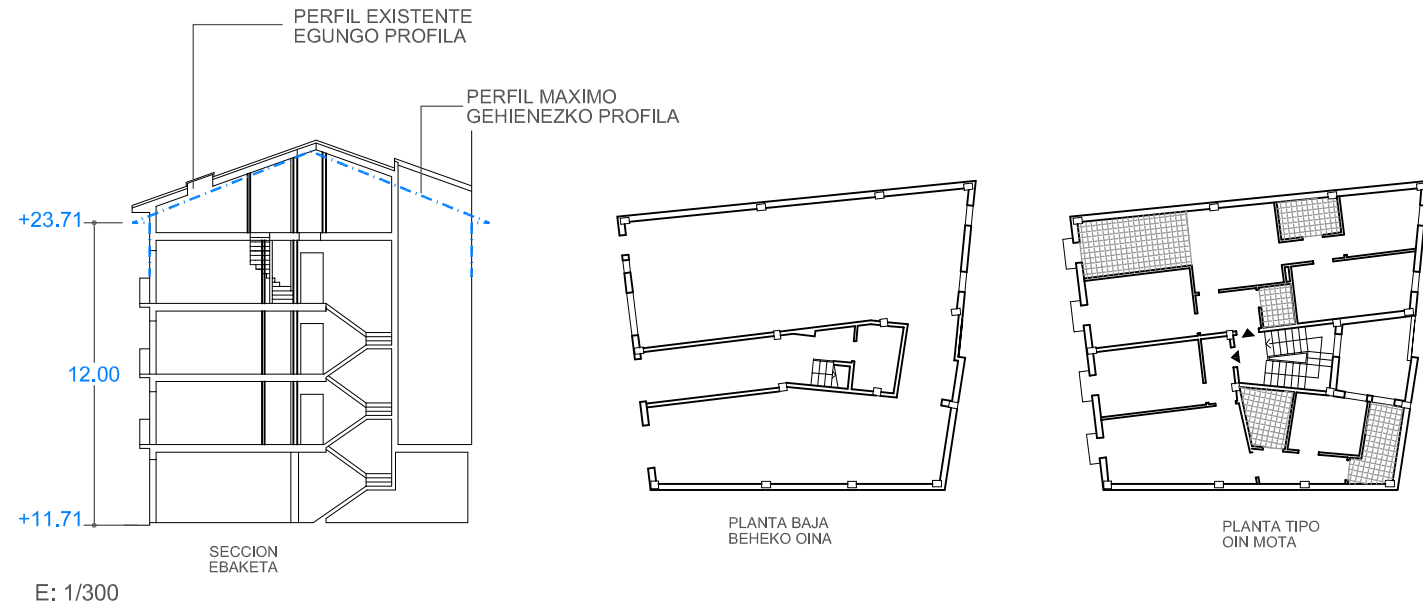 PERFIL EXISTENTE
EGUNGO PROFILA
PERFIL MAXIMO
GEHIENEZKO PROFILA
+23.71
12.00
+11.71
SECCION
EBAKETA
PLANTA BAJA
BEHEKO OINA
PLANTA TIPO
OIN MOTA
E: 1/300